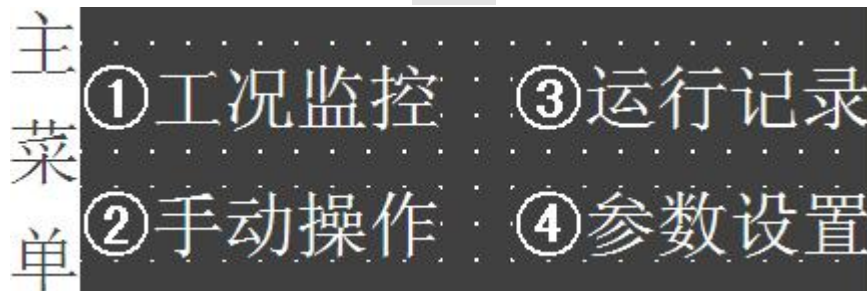 主菜单
①工况监控
③运行记录
②手动操作
④参数设置